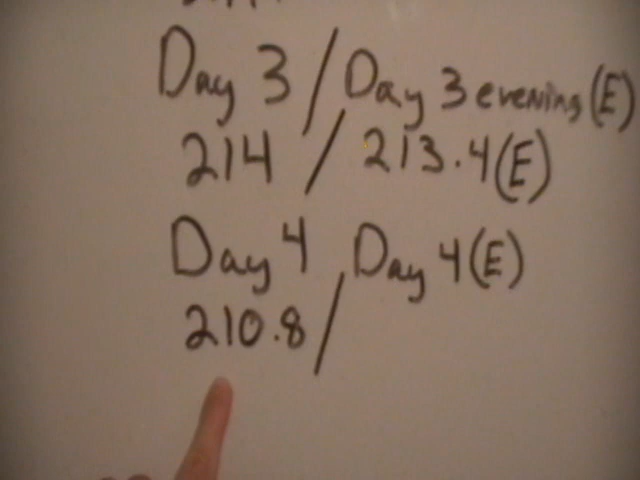 Day 3 / Day 3 evening (E)
214 / 213.4 (E)
Day 4 / Day 4 (E)
210.8